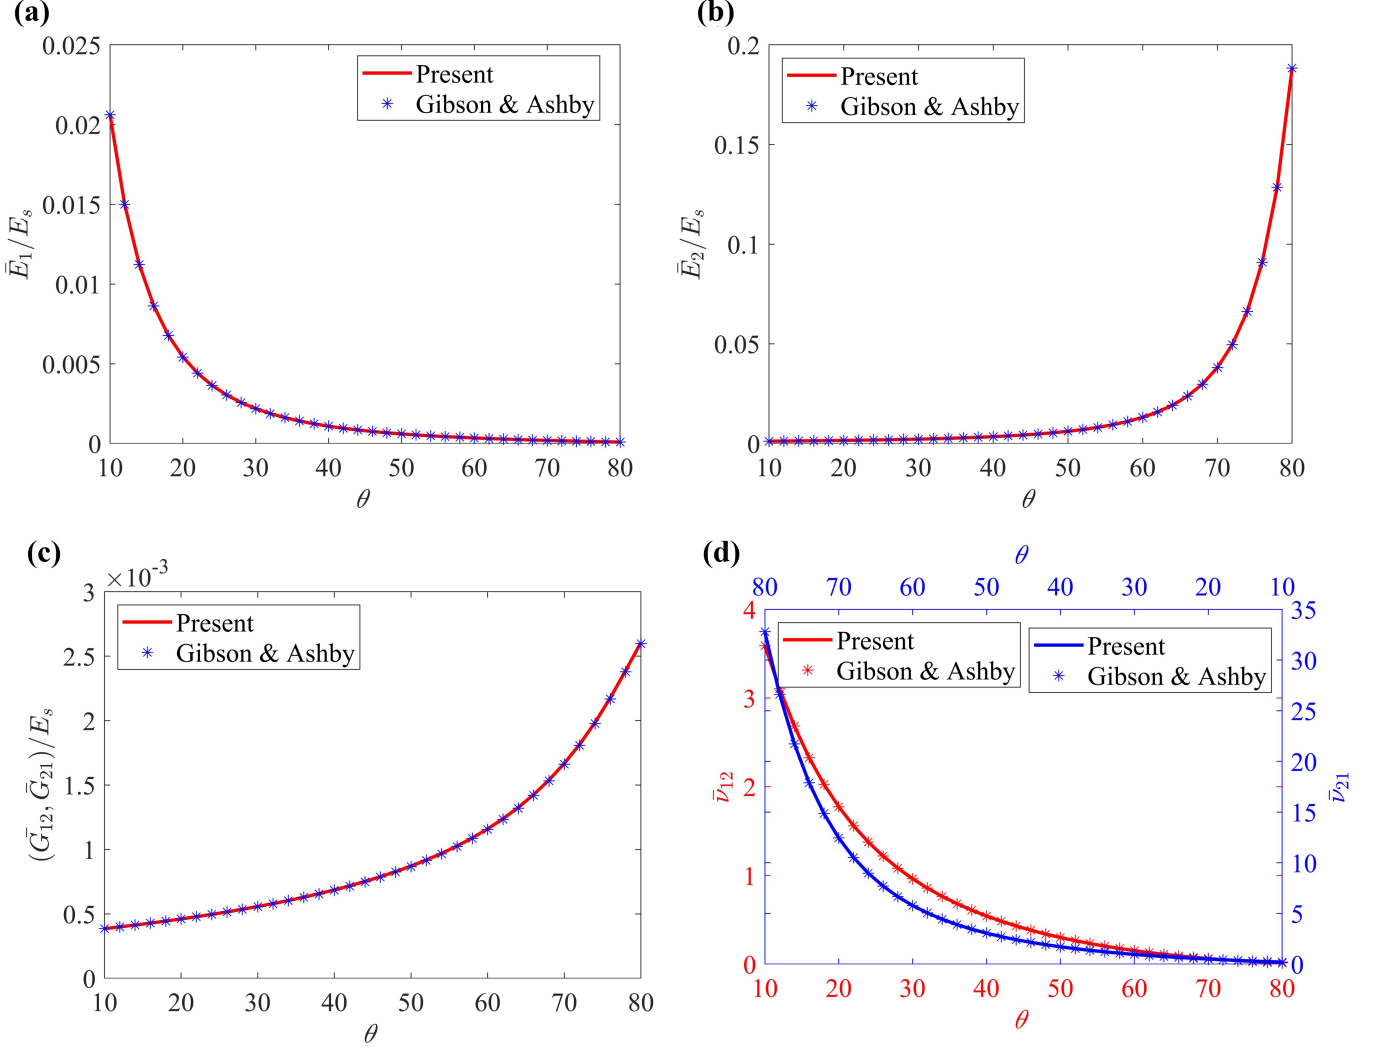 (a)
0.025
0.02
0.015
0.01
0.005
0
10 20 30 40 50 60 70 80
θ
Ē₁/Eₛ
Present
Gibson & Ashby
(b)
0.2
0.15
0.1
0.05
0
10 20 30 40 50 60 70 80
θ
Ē₂/Eₛ
Present
Gibson & Ashby
(c)
×10⁻³
3
2.5
2
1.5
1
0.5
0
10 20 30 40 50 60 70 80
θ
(Ḡ₁₂, Ḡ₂₁)/Eₛ
Present
Gibson & Ashby
(d)
θ
80 70 60 50 40 30 20 10
4
3
2
1
0
ν̄₁₂
Present
Gibson & Ashby
Present
Gibson & Ashby
35
30
25
20
15
10
5
0
ν̄₂₁
10 20 30 40 50 60 70 80
θ